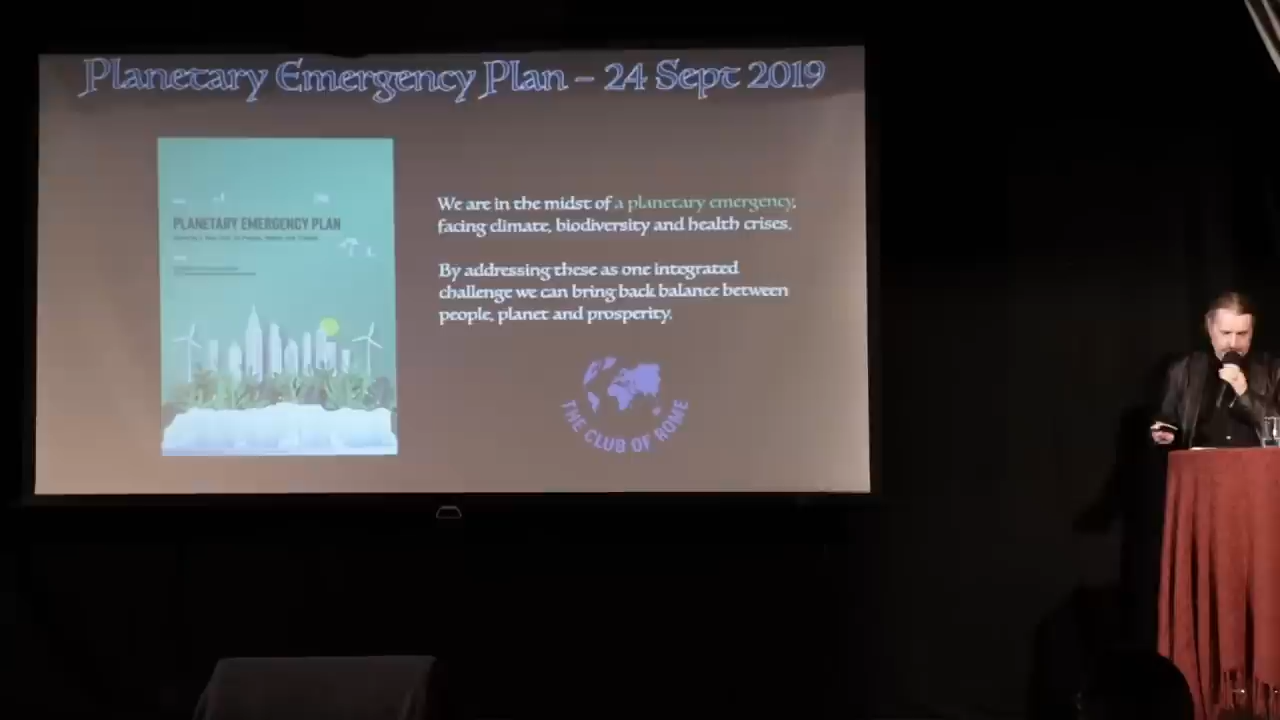 Planetary Emergency Plan – 24 Sept 2019
PLANETARY EMERGENCY PLAN
We are in the midst of a planetary emergency,
facing climate, biodiversity and health crises.
By addressing these as one integrated
challenge we can bring back balance between
people, planet and prosperity.
THE CLUB OF ROME